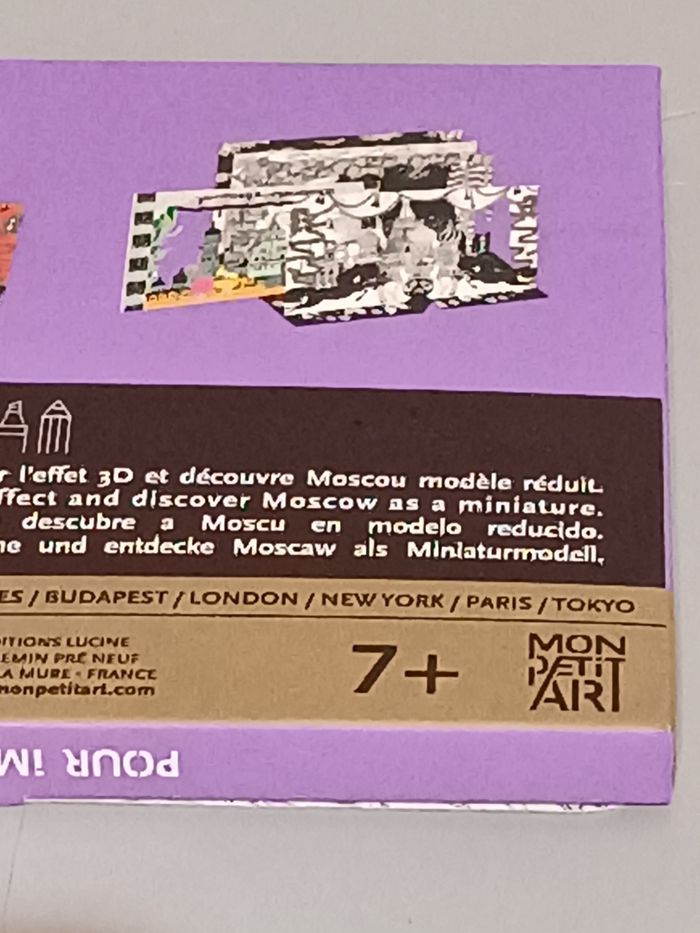 r l'effet 3D et découvre Moscou modèle réduit.
ffect and discover Moscow as a miniature.
descubre a Moscu en modelo reducido.
ne und entdecke Moscaw als Miniaturmodell,
ES / BUDAPEST / LONDON / NEW YORK / PARIS / TOKYO
ITIONS LUCINE
EMIN PRÉ NEUF
LA MURE - FRANCE
monpetitart.com
7+
MON
PETiT
ART
POUR iM